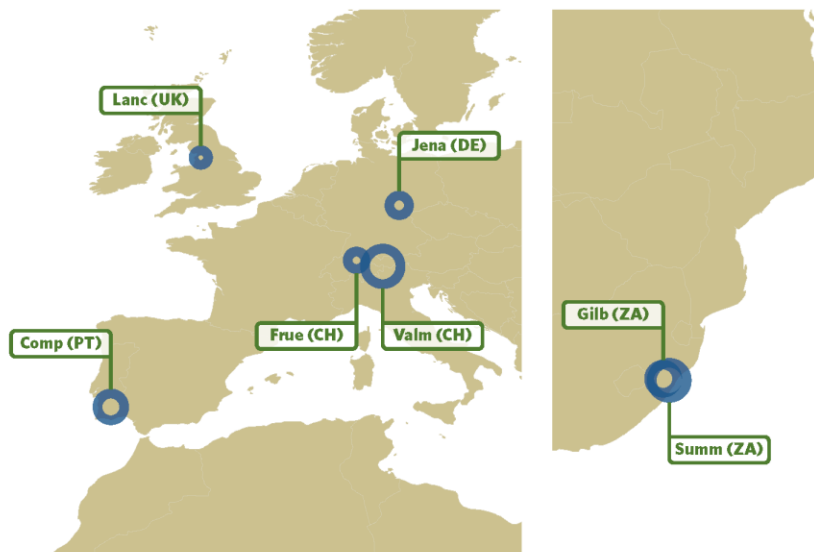 Lanc (UK)
Jena (DE)
Gilb (ZA)
Frue (CH)
Valm (CH)
Comp (PT)
Summ (ZA)